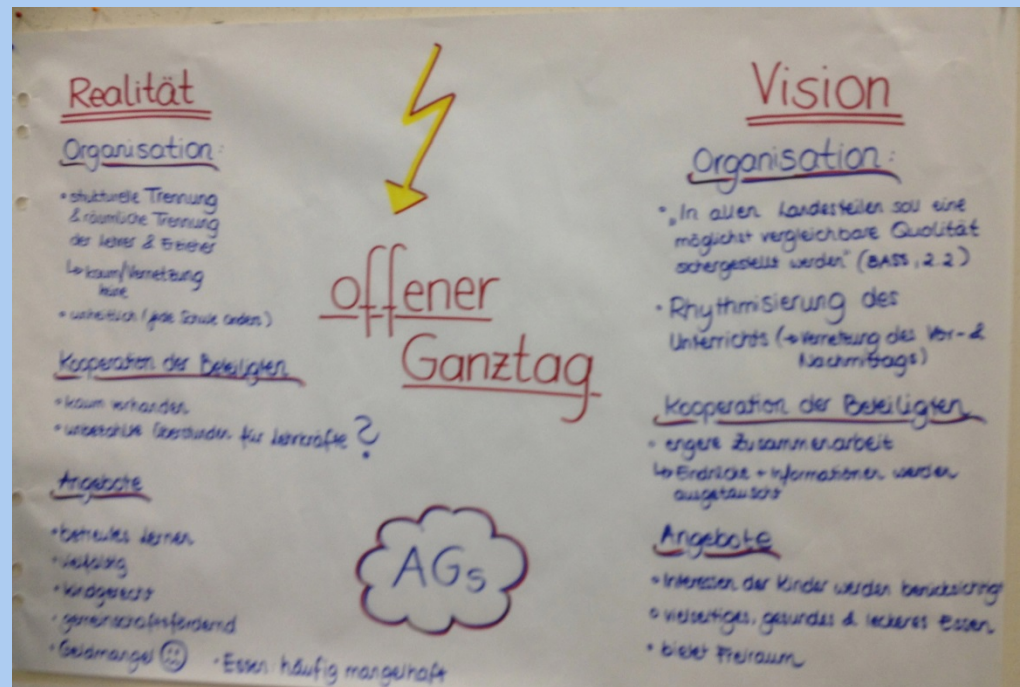 Realität
Organisation:
• strukturelle Trennung
& räumliche Trennung
der Lehrer & Erzieher
↳ kaum/ Vernetzung
keine
• uneinheitlich (jede Schule anders)
Kooperation der Beteiligten
• kaum vorhanden
• unbezahlte Überstunden für Lehrkräfte?
Angebote
• betreutes Lernen
• vielfältig
• kindgerecht
• gemeinschaftsfördernd
• Geldmangel
• Essen häufig mangelhaft
offener
Ganztag
AGs
Vision
Organisation:
• „In allen Landesteilen soll eine
möglichst vergleichbare Qualität
sichergestellt werden" (BASS, 2.2)
• Rhythmisierung des
Unterrichts (→ Vernetzung des Vor- &
Nachmittags)
Kooperation der Beteiligten
• engere Zusammenarbeit
↳ Eindrücke + Informationen werden
ausgetauscht
Angebote
• Interessen der Kinder werden berücksichtigt
• vielseitiges, gesundes & leckeres Essen
• bietet Freiraum